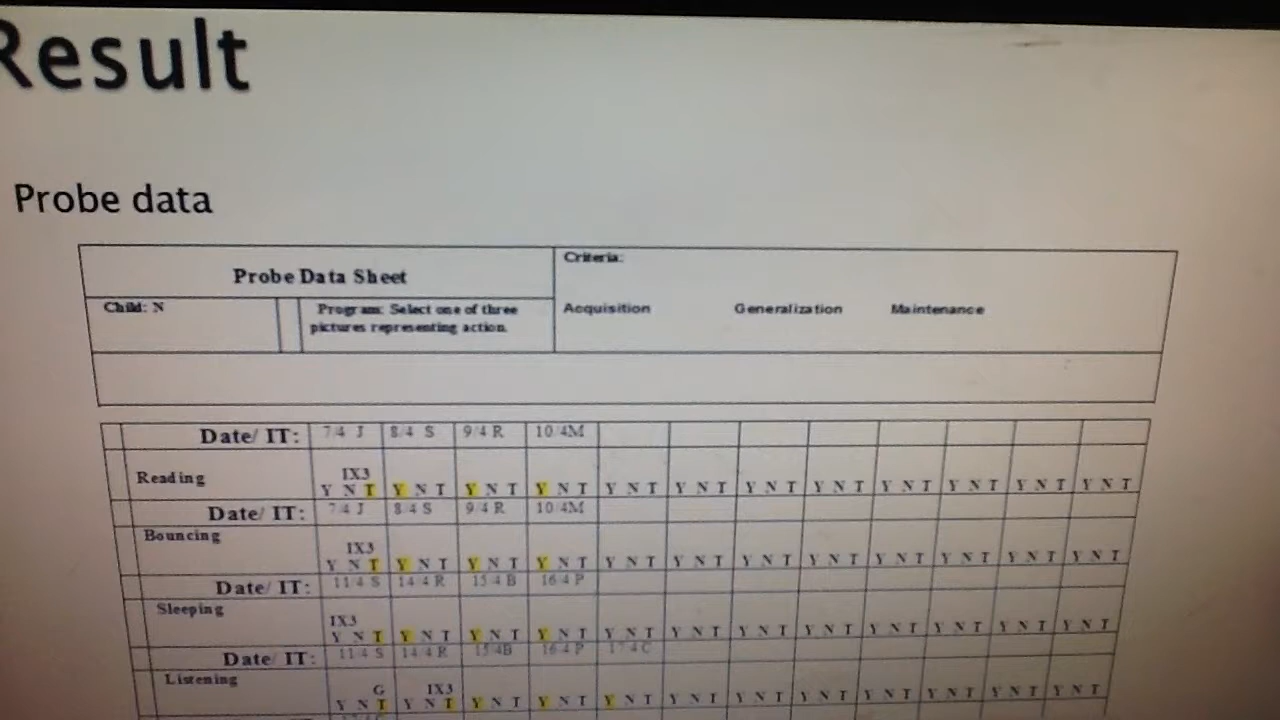 Result
Probe data
Probe Data Sheet
Criteria:
Child: N
Program: Select one of three
pictures representing action.
Acquisition Generalization Maintenance
Date/ IT: 7/4 J 8/4 S 9/4 R 10/4M
Reading
IX3
Y N T Y N T Y N T Y N T Y N T Y N T Y N T Y N T Y N T Y N T Y N T Y N T
Date/ IT: 7/4 J 8/4 S 9/4 R 10/4M
Bouncing
IX3
Y N T Y N T Y N T Y N T Y N T Y N T Y N T Y N T Y N T Y N T Y N T Y N T
Date/ IT: 11/4 S 14/4 R 15/4 B 16/4 P
Sleeping
IX3
Y N T Y N T Y N T Y N T Y N T Y N T Y N T Y N T Y N T Y N T Y N T Y N T
Date/ IT: 11/4 S 14/4 R 15/4B 16/4 P 17/4 C
Listening
G IX3
Y N T Y N T Y N T Y N T Y N T Y N T Y N T Y N T Y N T Y N T Y N T Y N T